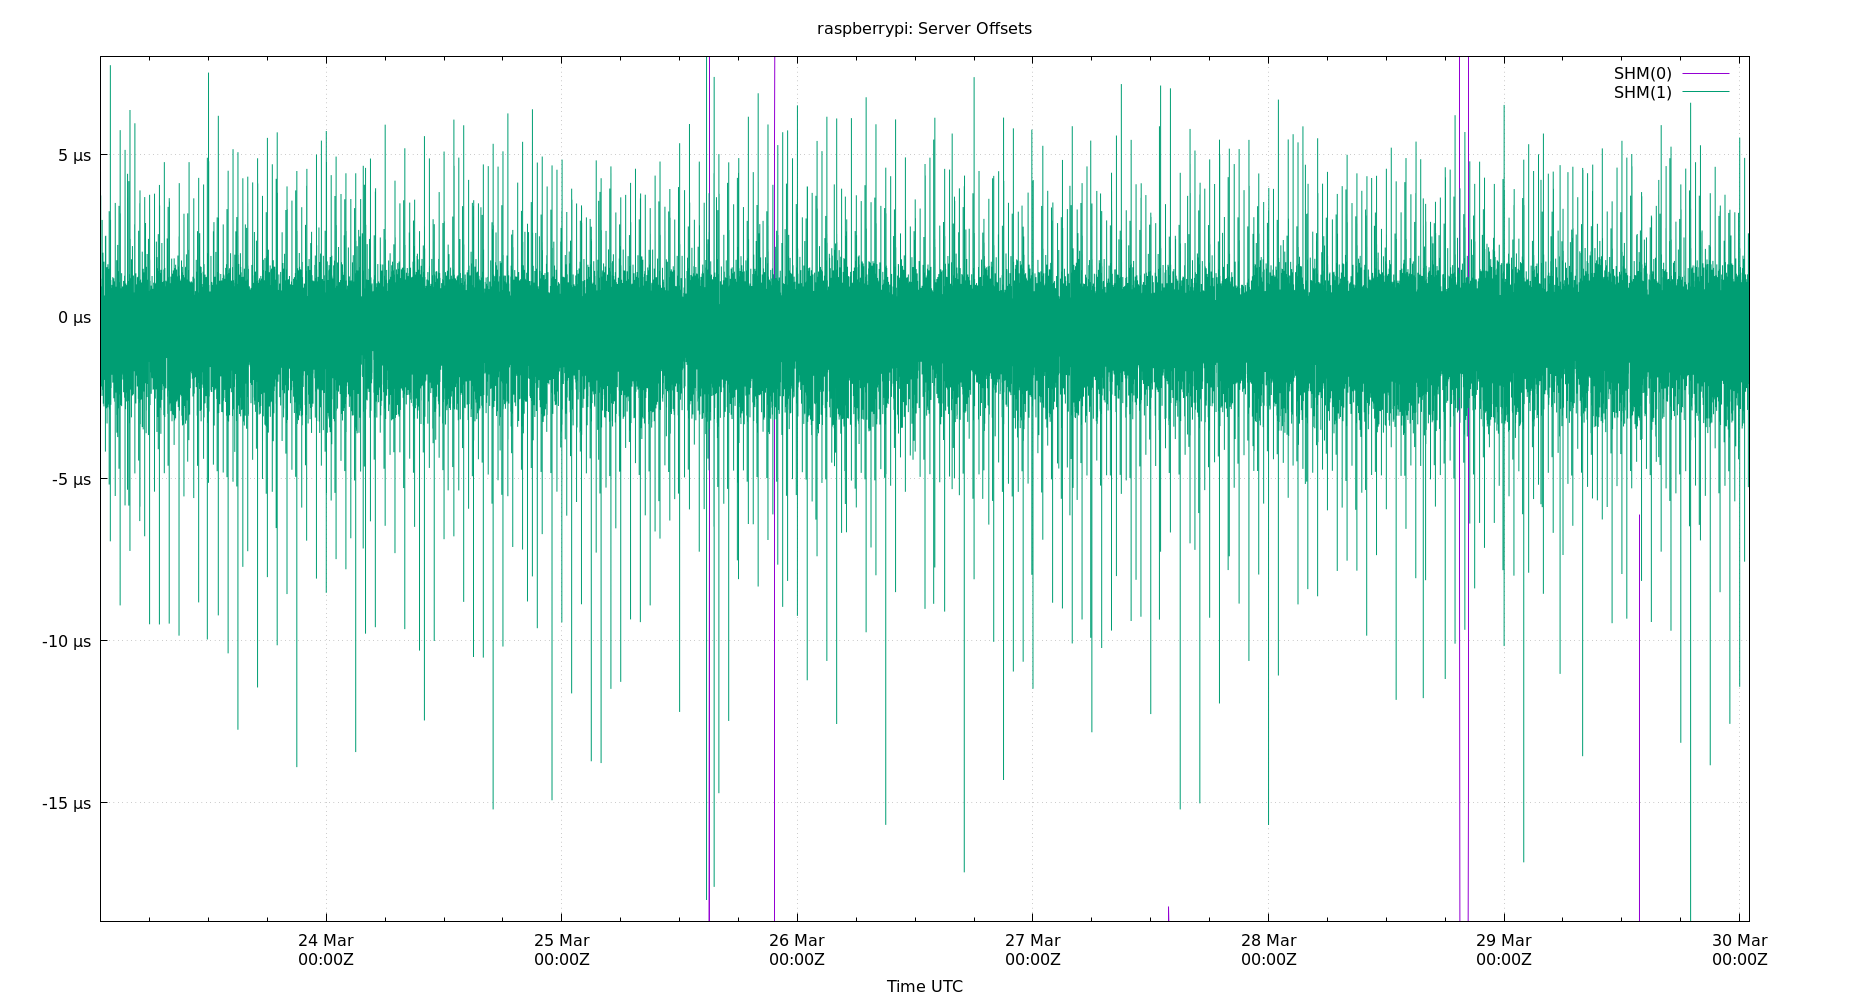 raspberrypi: Server Offsets
SHM(0)
SHM(1)
5 µs
0 µs
-5 µs
-10 µs
-15 µs
24 Mar
00:00Z
25 Mar
00:00Z
26 Mar
00:00Z
27 Mar
00:00Z
28 Mar
00:00Z
29 Mar
00:00Z
30 Mar
00:00Z
Time UTC